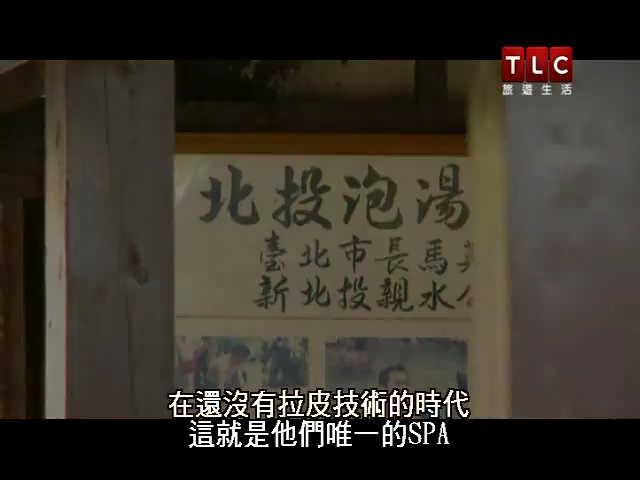 TLC
旅遊生活
北投泡湯
臺北市長馬
新北投親水
在還沒有拉皮技術的時代
這就是他們唯一的SPA